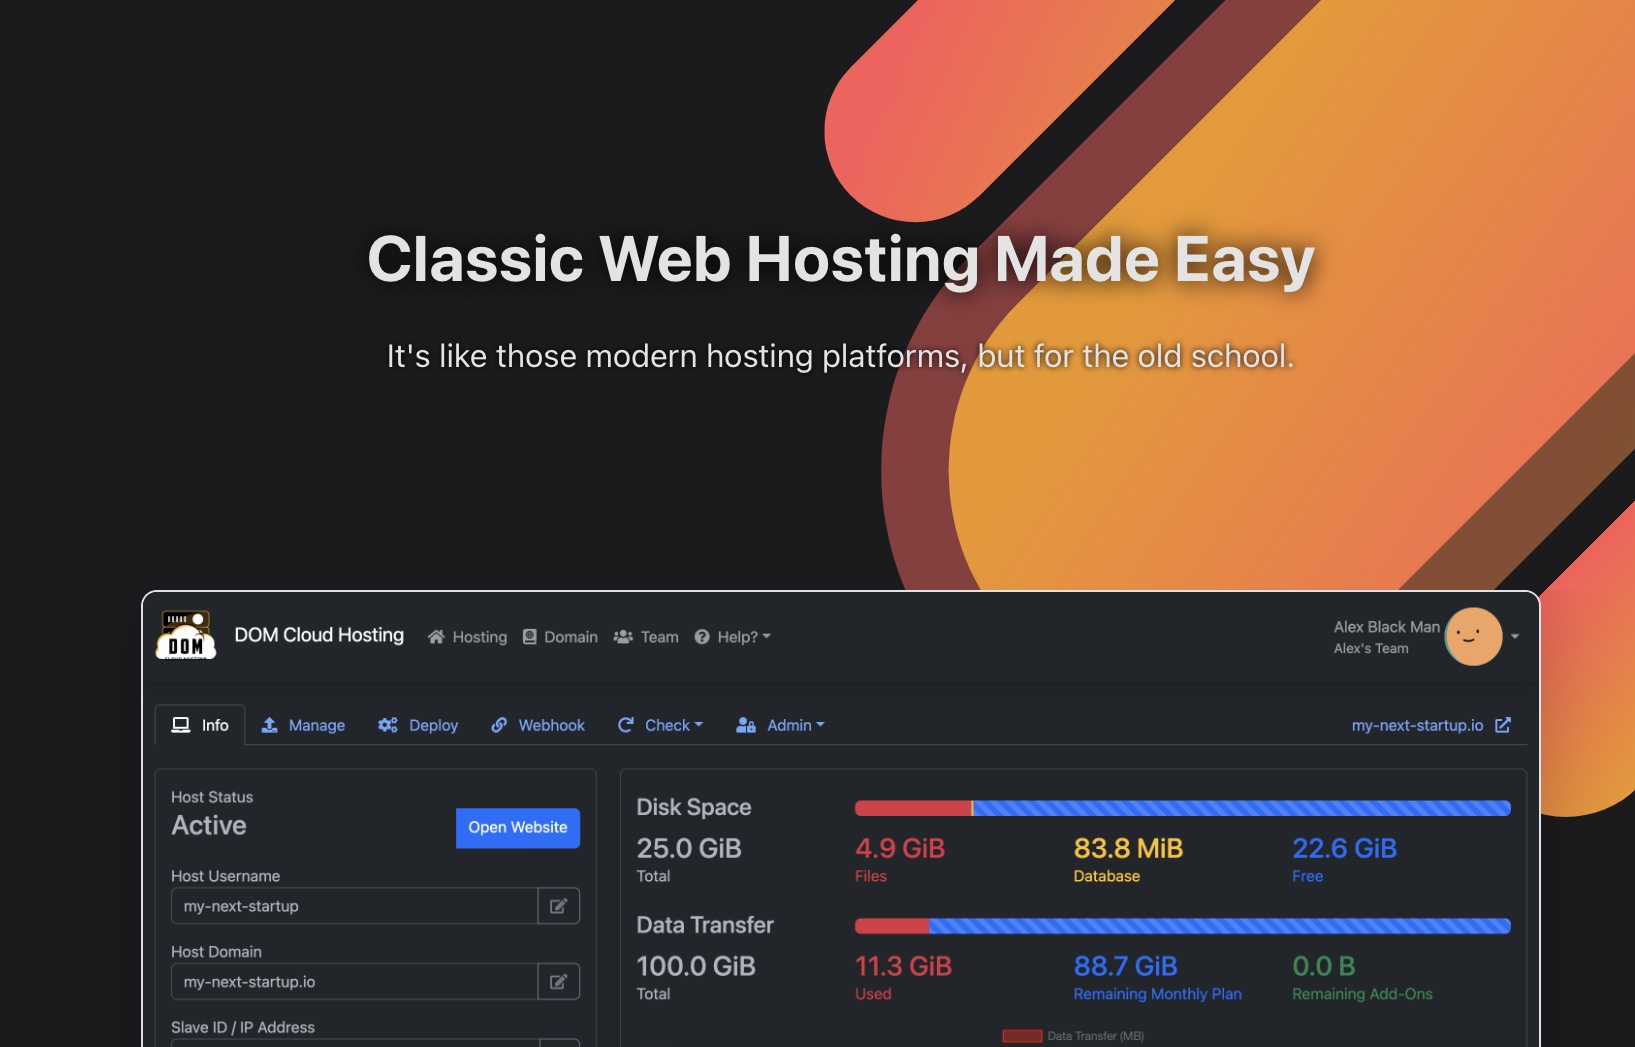 Classic Web Hosting Made Easy
It's like those modern hosting platforms, but for the old school.
DOM
DOM Cloud Hosting Hosting Domain Team Help?
Alex Black Man
Alex's Team
Info Manage Deploy Webhook Check Admin my-next-startup.io
Host Status
Active
Open Website
Host Username
my-next-startup
Host Domain
my-next-startup.io
Slave ID / IP Address
Disk Space
25.0 GiB 4.9 GiB 83.8 MiB 22.6 GiB
Total Files Database Free
Data Transfer
100.0 GiB 11.3 GiB 88.7 GiB 0.0 B
Total Used Remaining Monthly Plan Remaining Add-Ons
Data Transfer (MB)